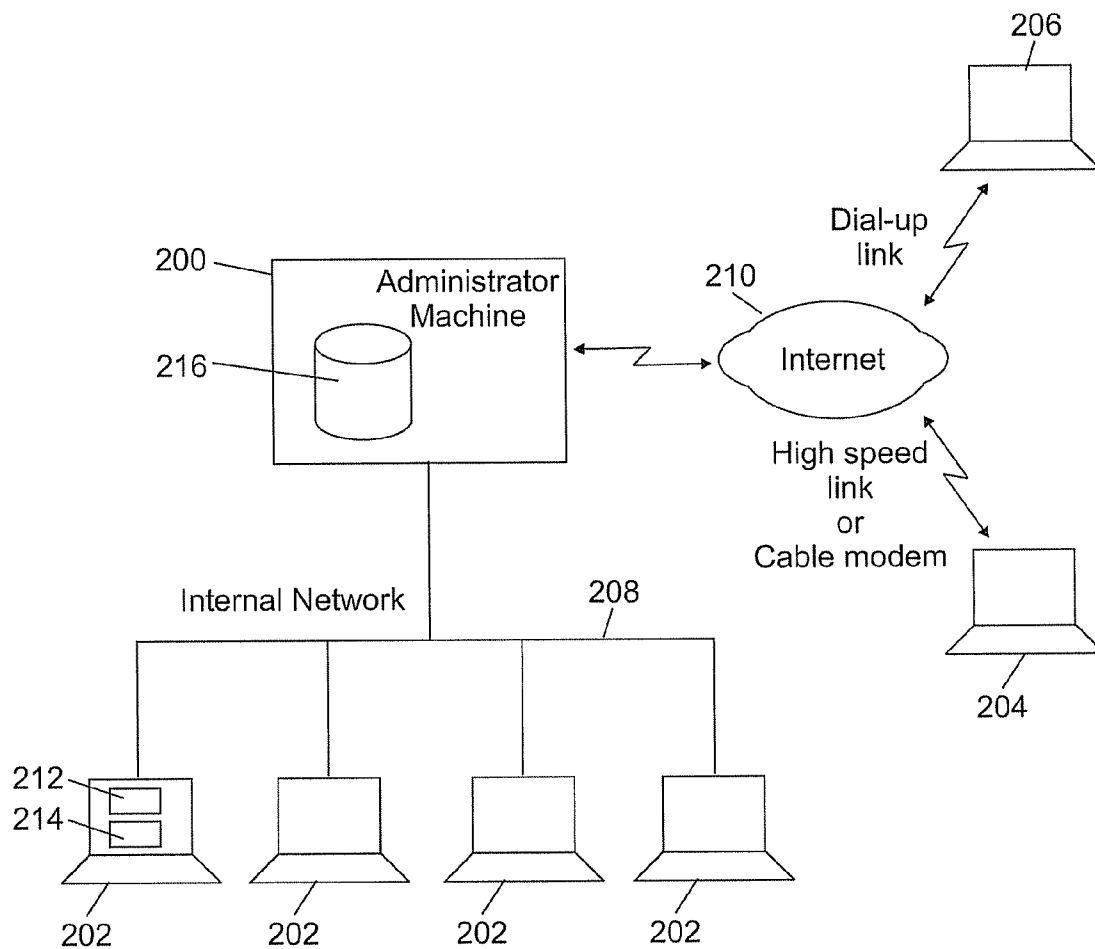 206
Dial-up
link
200
Administrator
Machine
210
216
Internet
High speed
link
or
Cable modem
Internal Network
208
204
212
214
202
202
202
202